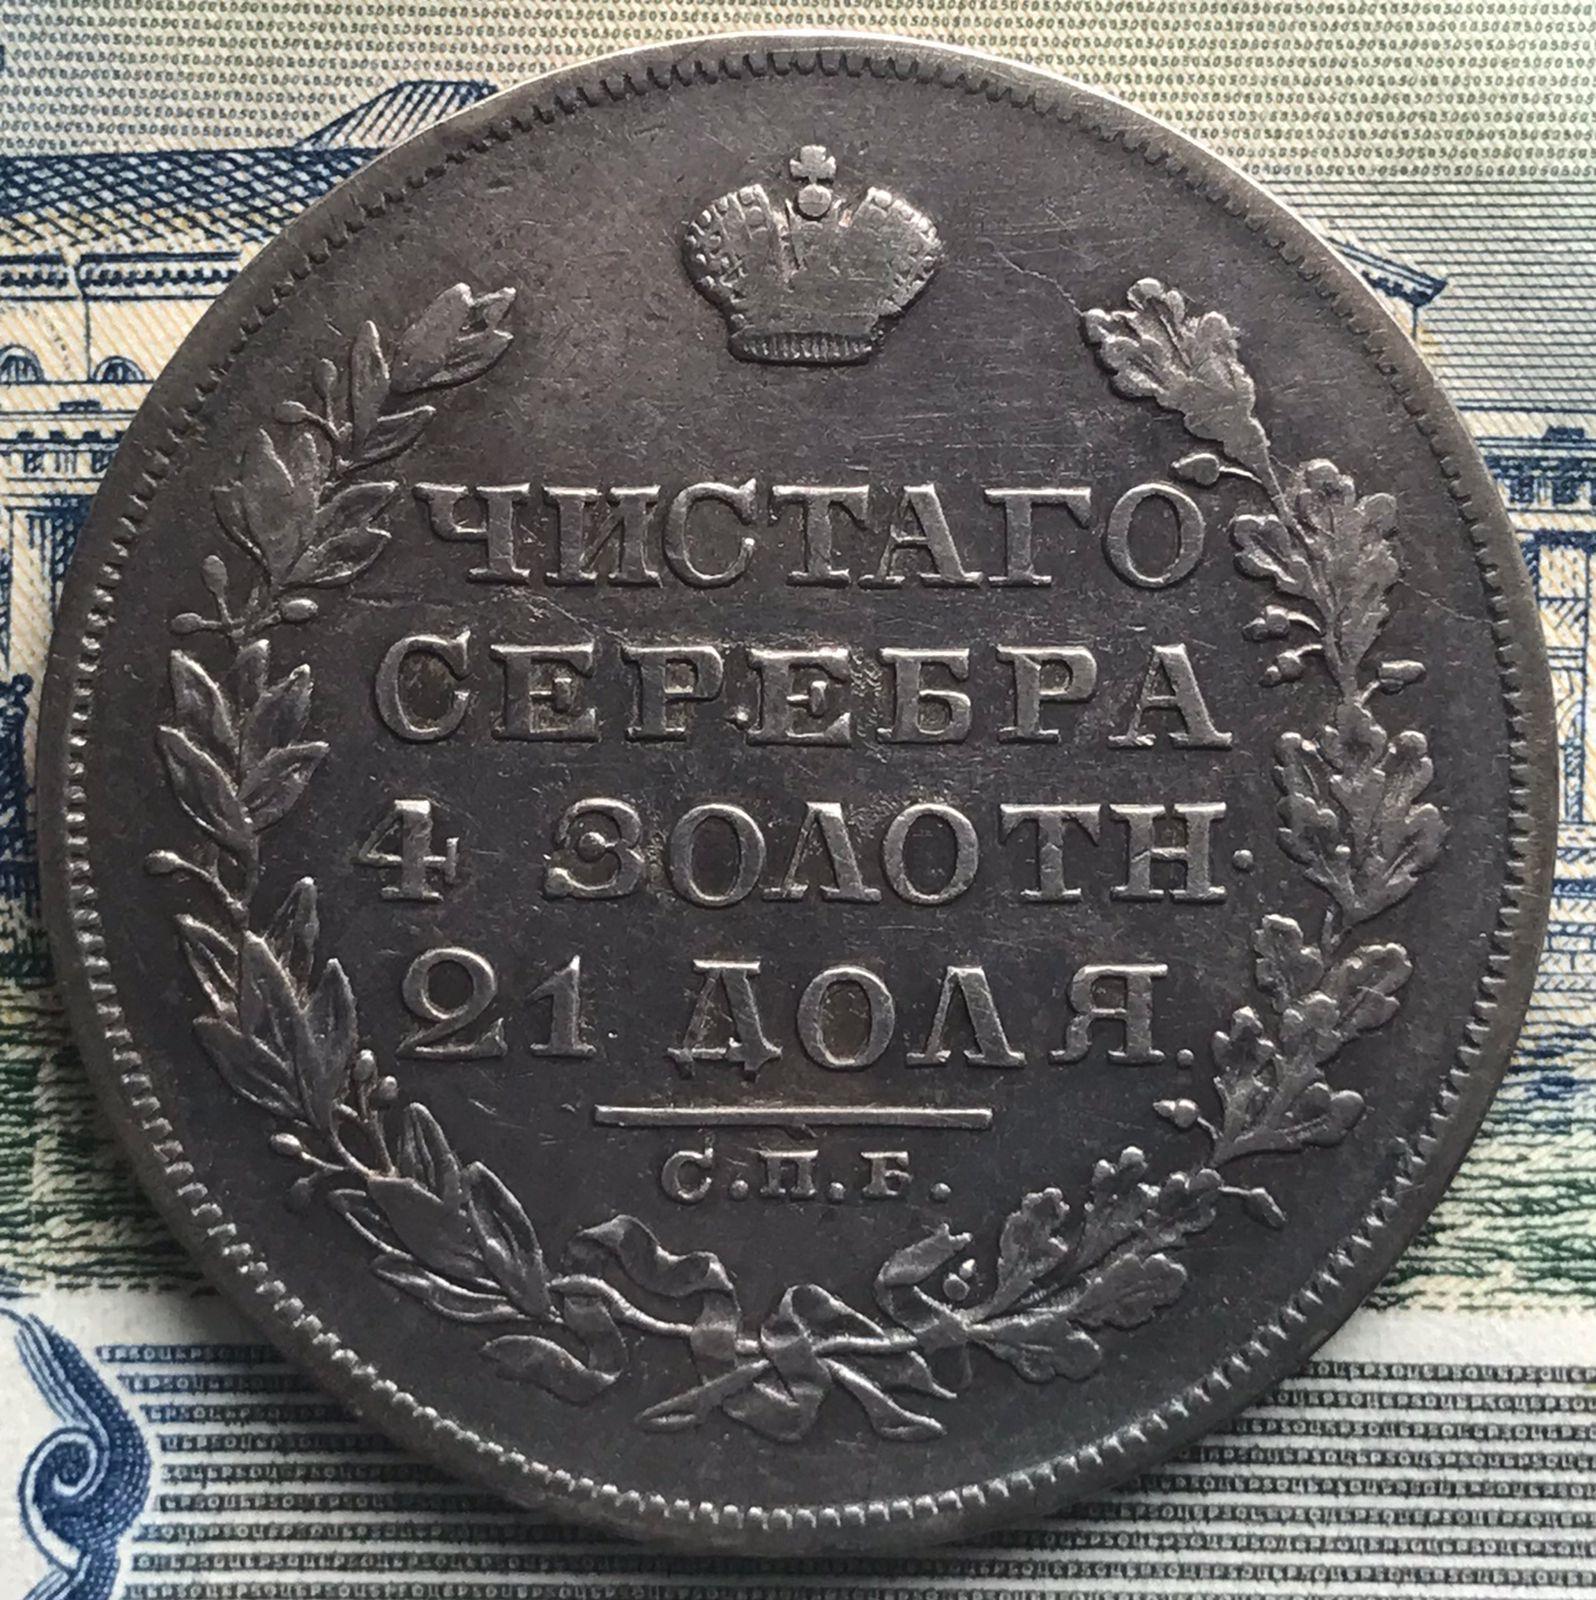 ЧИСТАГО
СЕРЕБРА
4 ЗОЛОТН.
21 ДОЛЯ.
С.П.Б.